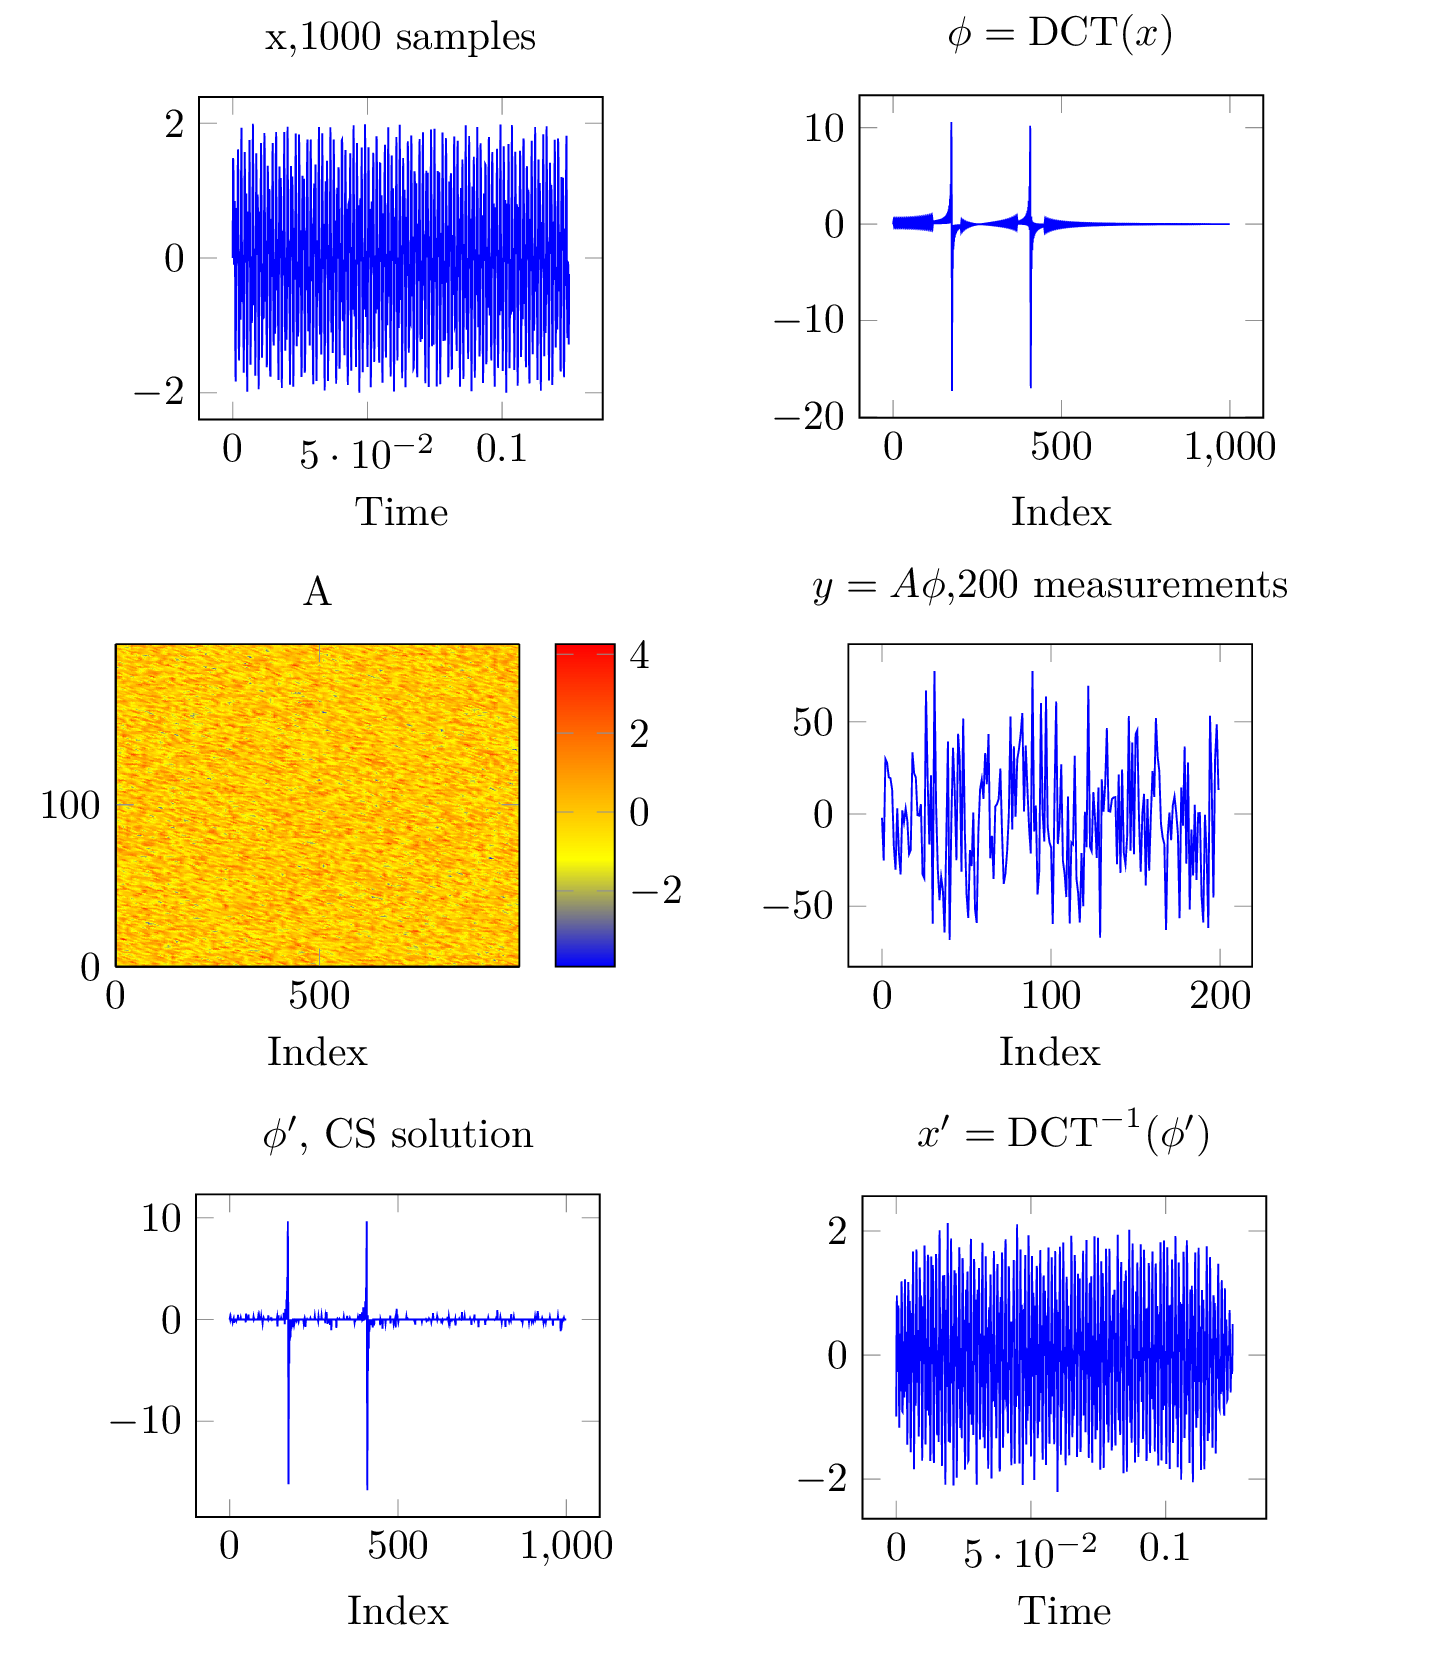 x,1000 samples
2
0
−2
0
5 · 10⁻²
0.1
Time
ϕ = DCT(x)
10
0
−10
−20
0
500
1,000
Index
A
100
0
0
500
Index
4
2
0
−2
y = Aϕ,200 measurements
50
0
−50
0
100
200
Index
ϕ′, CS solution
10
0
−10
0
500
1,000
Index
x′ = DCT⁻¹(ϕ′)
2
0
−2
0
5 · 10⁻²
0.1
Time